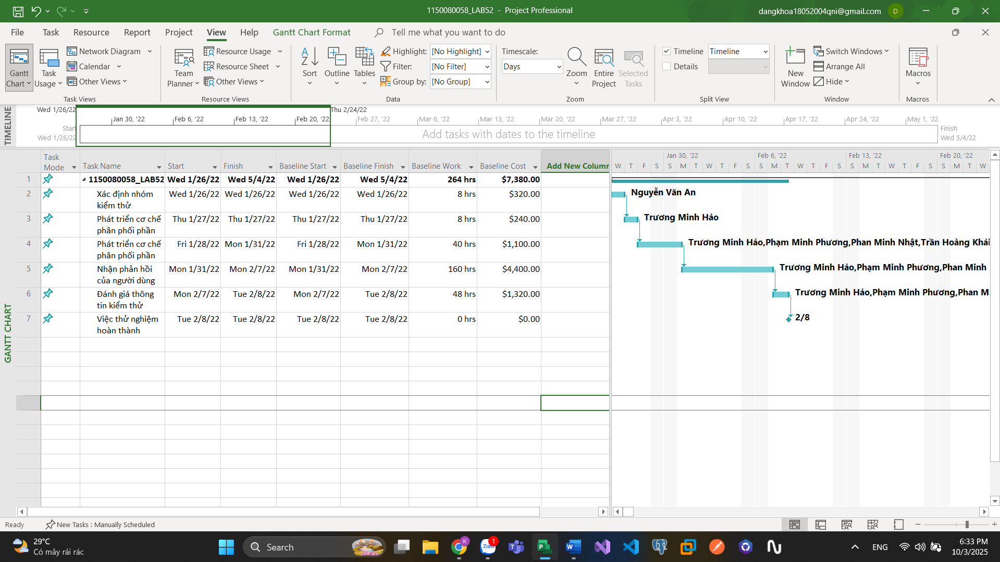 1150080058_LAB52 - Project Professional
dangkhoa18052004qni@gmail.com
D
File Task Resource Report Project View Help Gantt Chart Format Tell me what you want to do
Gantt Chart
Task Usage
Network Diagram
Calendar
Other Views
Task Views
Team Planner
Resource Usage
Resource Sheet
Other Views
Resource Views
Sort
Outline
Tables
Highlight: [No Highlight]
Filter: [No Filter]
Group by: [No Group]
Data
Timescale:
Days
Zoom
Entire Project
Selected Tasks
Zoom
Timeline Timeline
Details
Split View
New Window
Switch Windows
Arrange All
Hide
Window
Macros
Macros
TIMELINE
Wed 1/26/22 Thu 2/24/22
Jan 30, '22 Feb 6, '22 Feb 13, '22 Feb 20, '22 Feb 27, '22 Mar 6, '22 Mar 13, '22 Mar 20, '22 Mar 27, '22 Apr 3, '22 Apr 10, '22 Apr 17, '22 Apr 24, '22 May 1, '22
Start
Wed 1/26/22
Add tasks with dates to the timeline
Finish
Wed 5/4/22
GANTT CHART
Task Mode Task Name Start Finish Baseline Start Baseline Finish Baseline Work Baseline Cost Add New Column
1 1150080058_LAB52 Wed 1/26/22 Wed 5/4/22 Wed 1/26/22 Wed 5/4/22 264 hrs $7,380.00
2 Xác định nhóm kiểm thử Wed 1/26/22 Wed 1/26/22 Wed 1/26/22 Wed 1/26/22 8 hrs $320.00
3 Phát triển cơ chế phân phối phần Thu 1/27/22 Thu 1/27/22 Thu 1/27/22 Thu 1/27/22 8 hrs $240.00
4 Phát triển cơ chế phân phối phần Fri 1/28/22 Mon 1/31/22 Fri 1/28/22 Mon 1/31/22 40 hrs $1,100.00
5 Nhận phản hồi của người dùng Mon 1/31/22 Mon 2/7/22 Mon 1/31/22 Mon 2/7/22 160 hrs $4,400.00
6 Đánh giá thông tin kiểm thử Mon 2/7/22 Tue 2/8/22 Mon 2/7/22 Tue 2/8/22 48 hrs $1,320.00
7 Việc thử nghiệm hoàn thành Tue 2/8/22 Tue 2/8/22 Tue 2/8/22 Tue 2/8/22 0 hrs $0.00
Jan 30, '22 Feb 6, '22 Feb 13, '22 Feb 20, '22
W T F S S M T W T F S S M T W T F S S M T W T F S S M T W
Nguyễn Văn An
Trương Minh Hảo
Trương Minh Hảo,Phạm Minh Phương,Phan Minh Nhật,Trần Hoàng Khải
Trương Minh Hảo,Phạm Minh Phương,Phan Minh
Trương Minh Hảo,Phạm Minh Phương,Phan M
2/8
Ready New Tasks : Manually Scheduled
29°C
Có mây rải rác
Search
K
Zalo
1
ENG
6:33 PM
10/3/2025